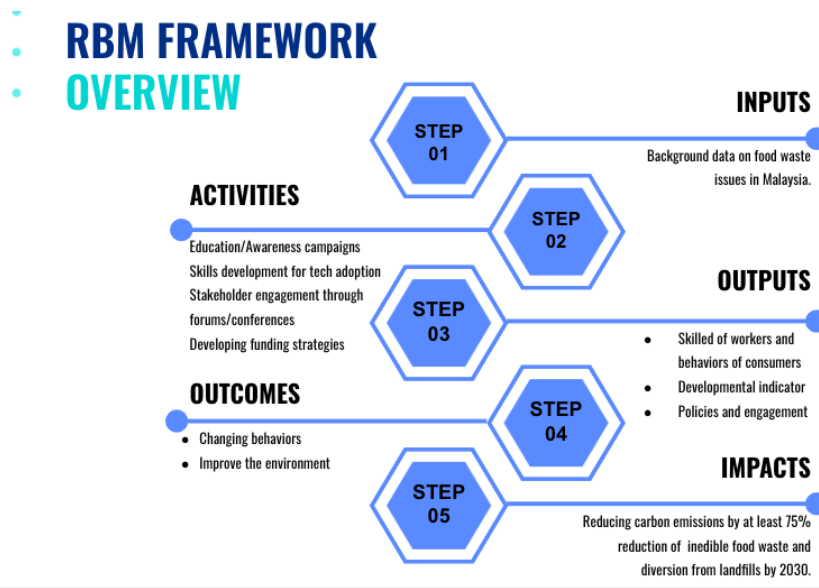 RBM FRAMEWORK
OVERVIEW
STEP
01
INPUTS
Background data on food waste
issues in Malaysia.
STEP
02
ACTIVITIES
Education/Awareness campaigns
Skills development for tech adoption
Stakeholder engagement through
forums/conferences
Developing funding strategies
STEP
03
OUTPUTS
● Skilled of workers and
behaviors of consumers
● Developmental indicator
● Policies and engagement
STEP
04
OUTCOMES
● Changing behaviors
● Improve the environment
STEP
05
IMPACTS
Reducing carbon emissions by at least 75%
reduction of inedible food waste and
diversion from landfills by 2030.